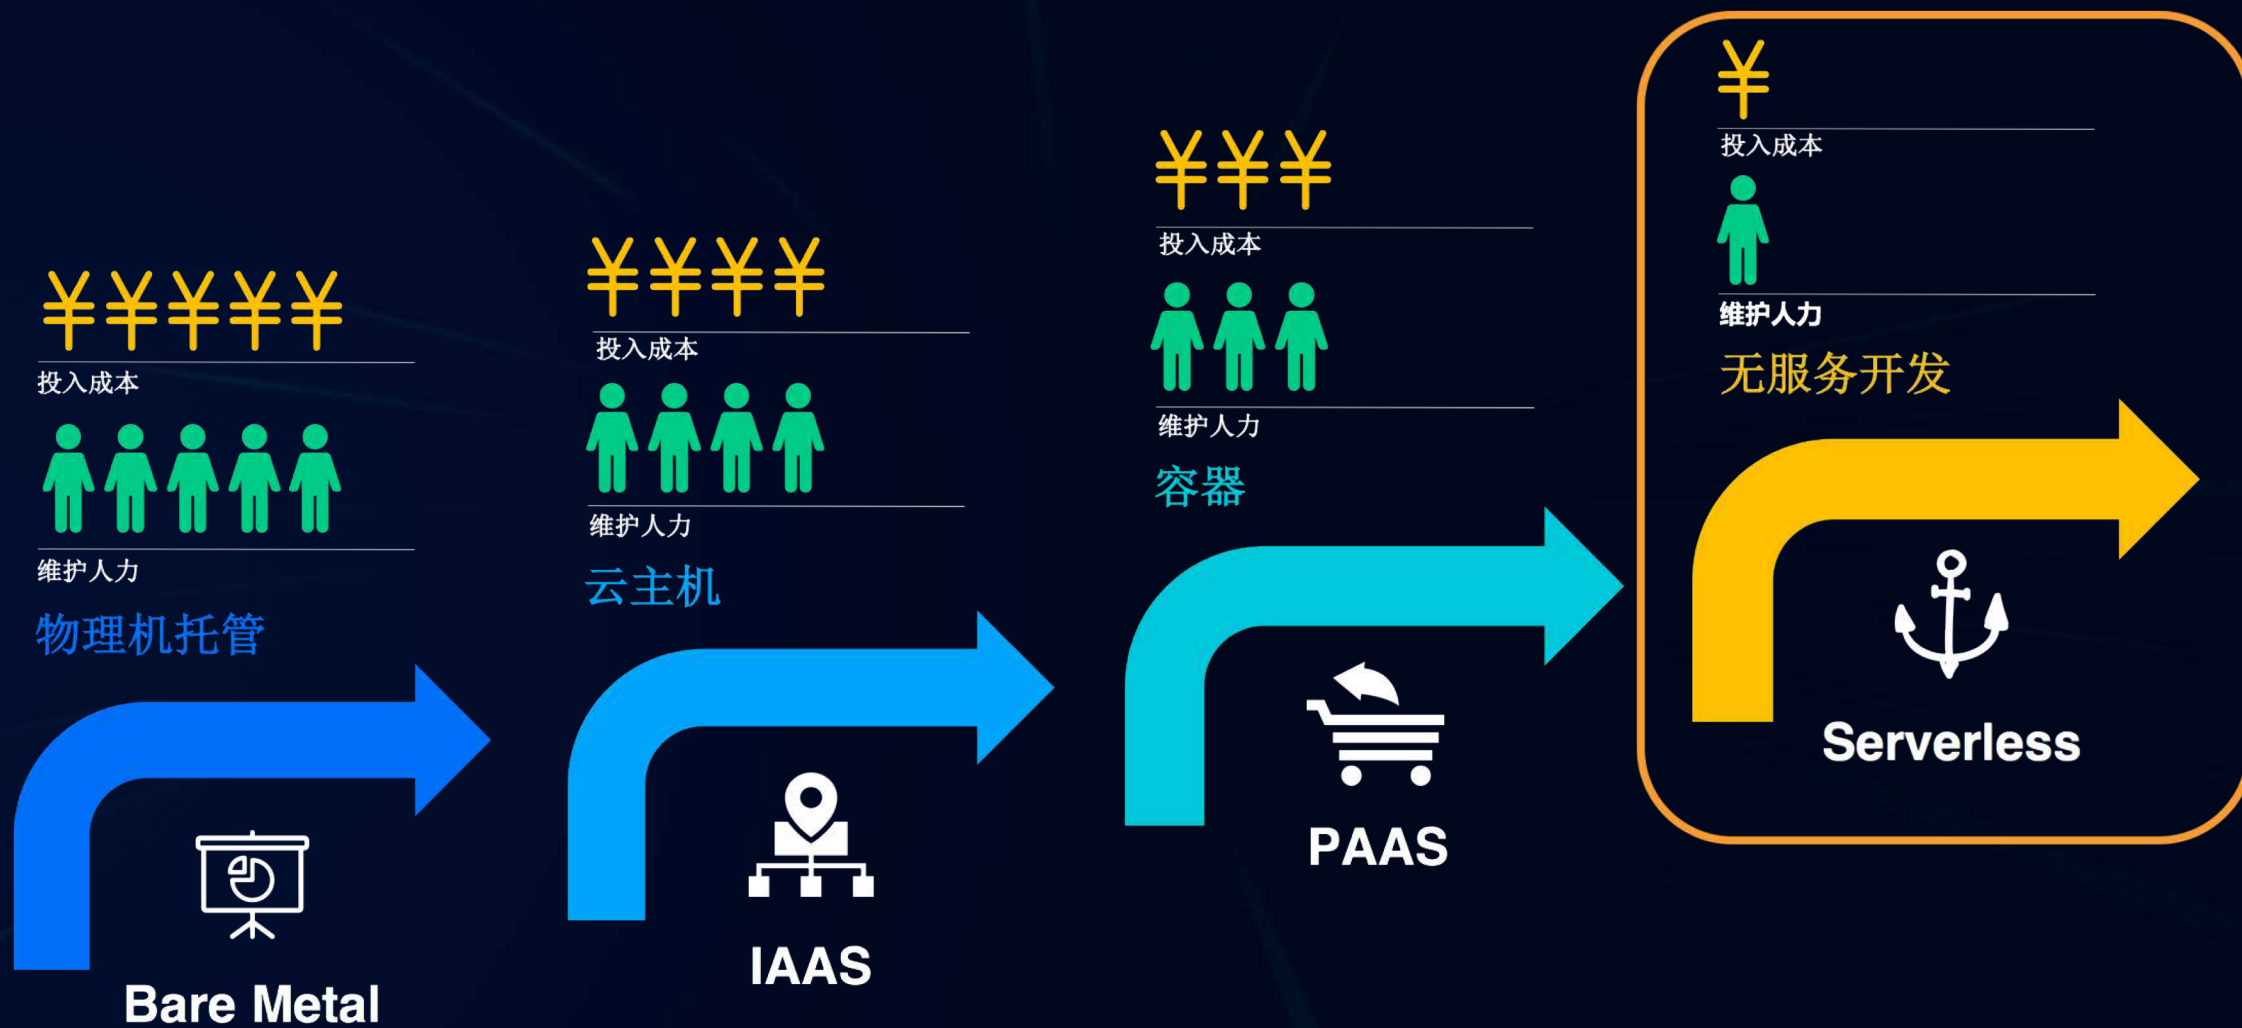 ¥¥¥¥¥
投入成本
维护人力
物理机托管
Bare Metal
¥¥¥¥
投入成本
维护人力
云主机
IAAS
¥¥¥
投入成本
维护人力
容器
PAAS
¥
投入成本
维护人力
无服务开发
Serverless